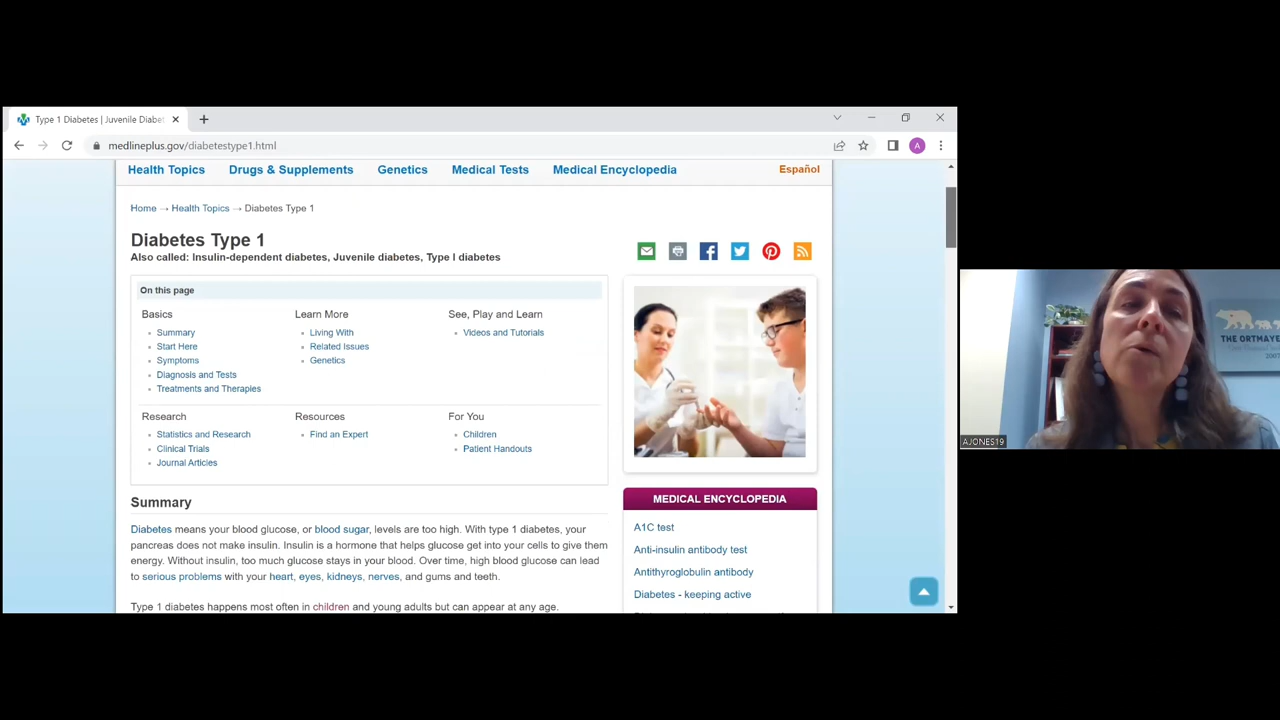 Type 1 Diabetes | Juvenile Diabet
medlineplus.gov/diabetestype1.html
A
Health Topics Drugs & Supplements Genetics Medical Tests Medical Encyclopedia Español
Home → Health Topics → Diabetes Type 1
Diabetes Type 1
Also called: Insulin-dependent diabetes, Juvenile diabetes, Type I diabetes
On this page
Basics
Summary
Start Here
Symptoms
Diagnosis and Tests
Treatments and Therapies
Learn More
Living With
Related Issues
Genetics
See, Play and Learn
Videos and Tutorials
Research
Statistics and Research
Clinical Trials
Journal Articles
Resources
Find an Expert
For You
Children
Patient Handouts
Summary
Diabetes means your blood glucose, or blood sugar, levels are too high. With type 1 diabetes, your
pancreas does not make insulin. Insulin is a hormone that helps glucose get into your cells to give them
energy. Without insulin, too much glucose stays in your blood. Over time, high blood glucose can lead
to serious problems with your heart, eyes, kidneys, nerves, and gums and teeth.
Type 1 diabetes happens most often in children and young adults but can appear at any age.
MEDICAL ENCYCLOPEDIA
A1C test
Anti-insulin antibody test
Antithyroglobulin antibody
Diabetes - keeping active
THE ORTMAYE
2007
AJONES19